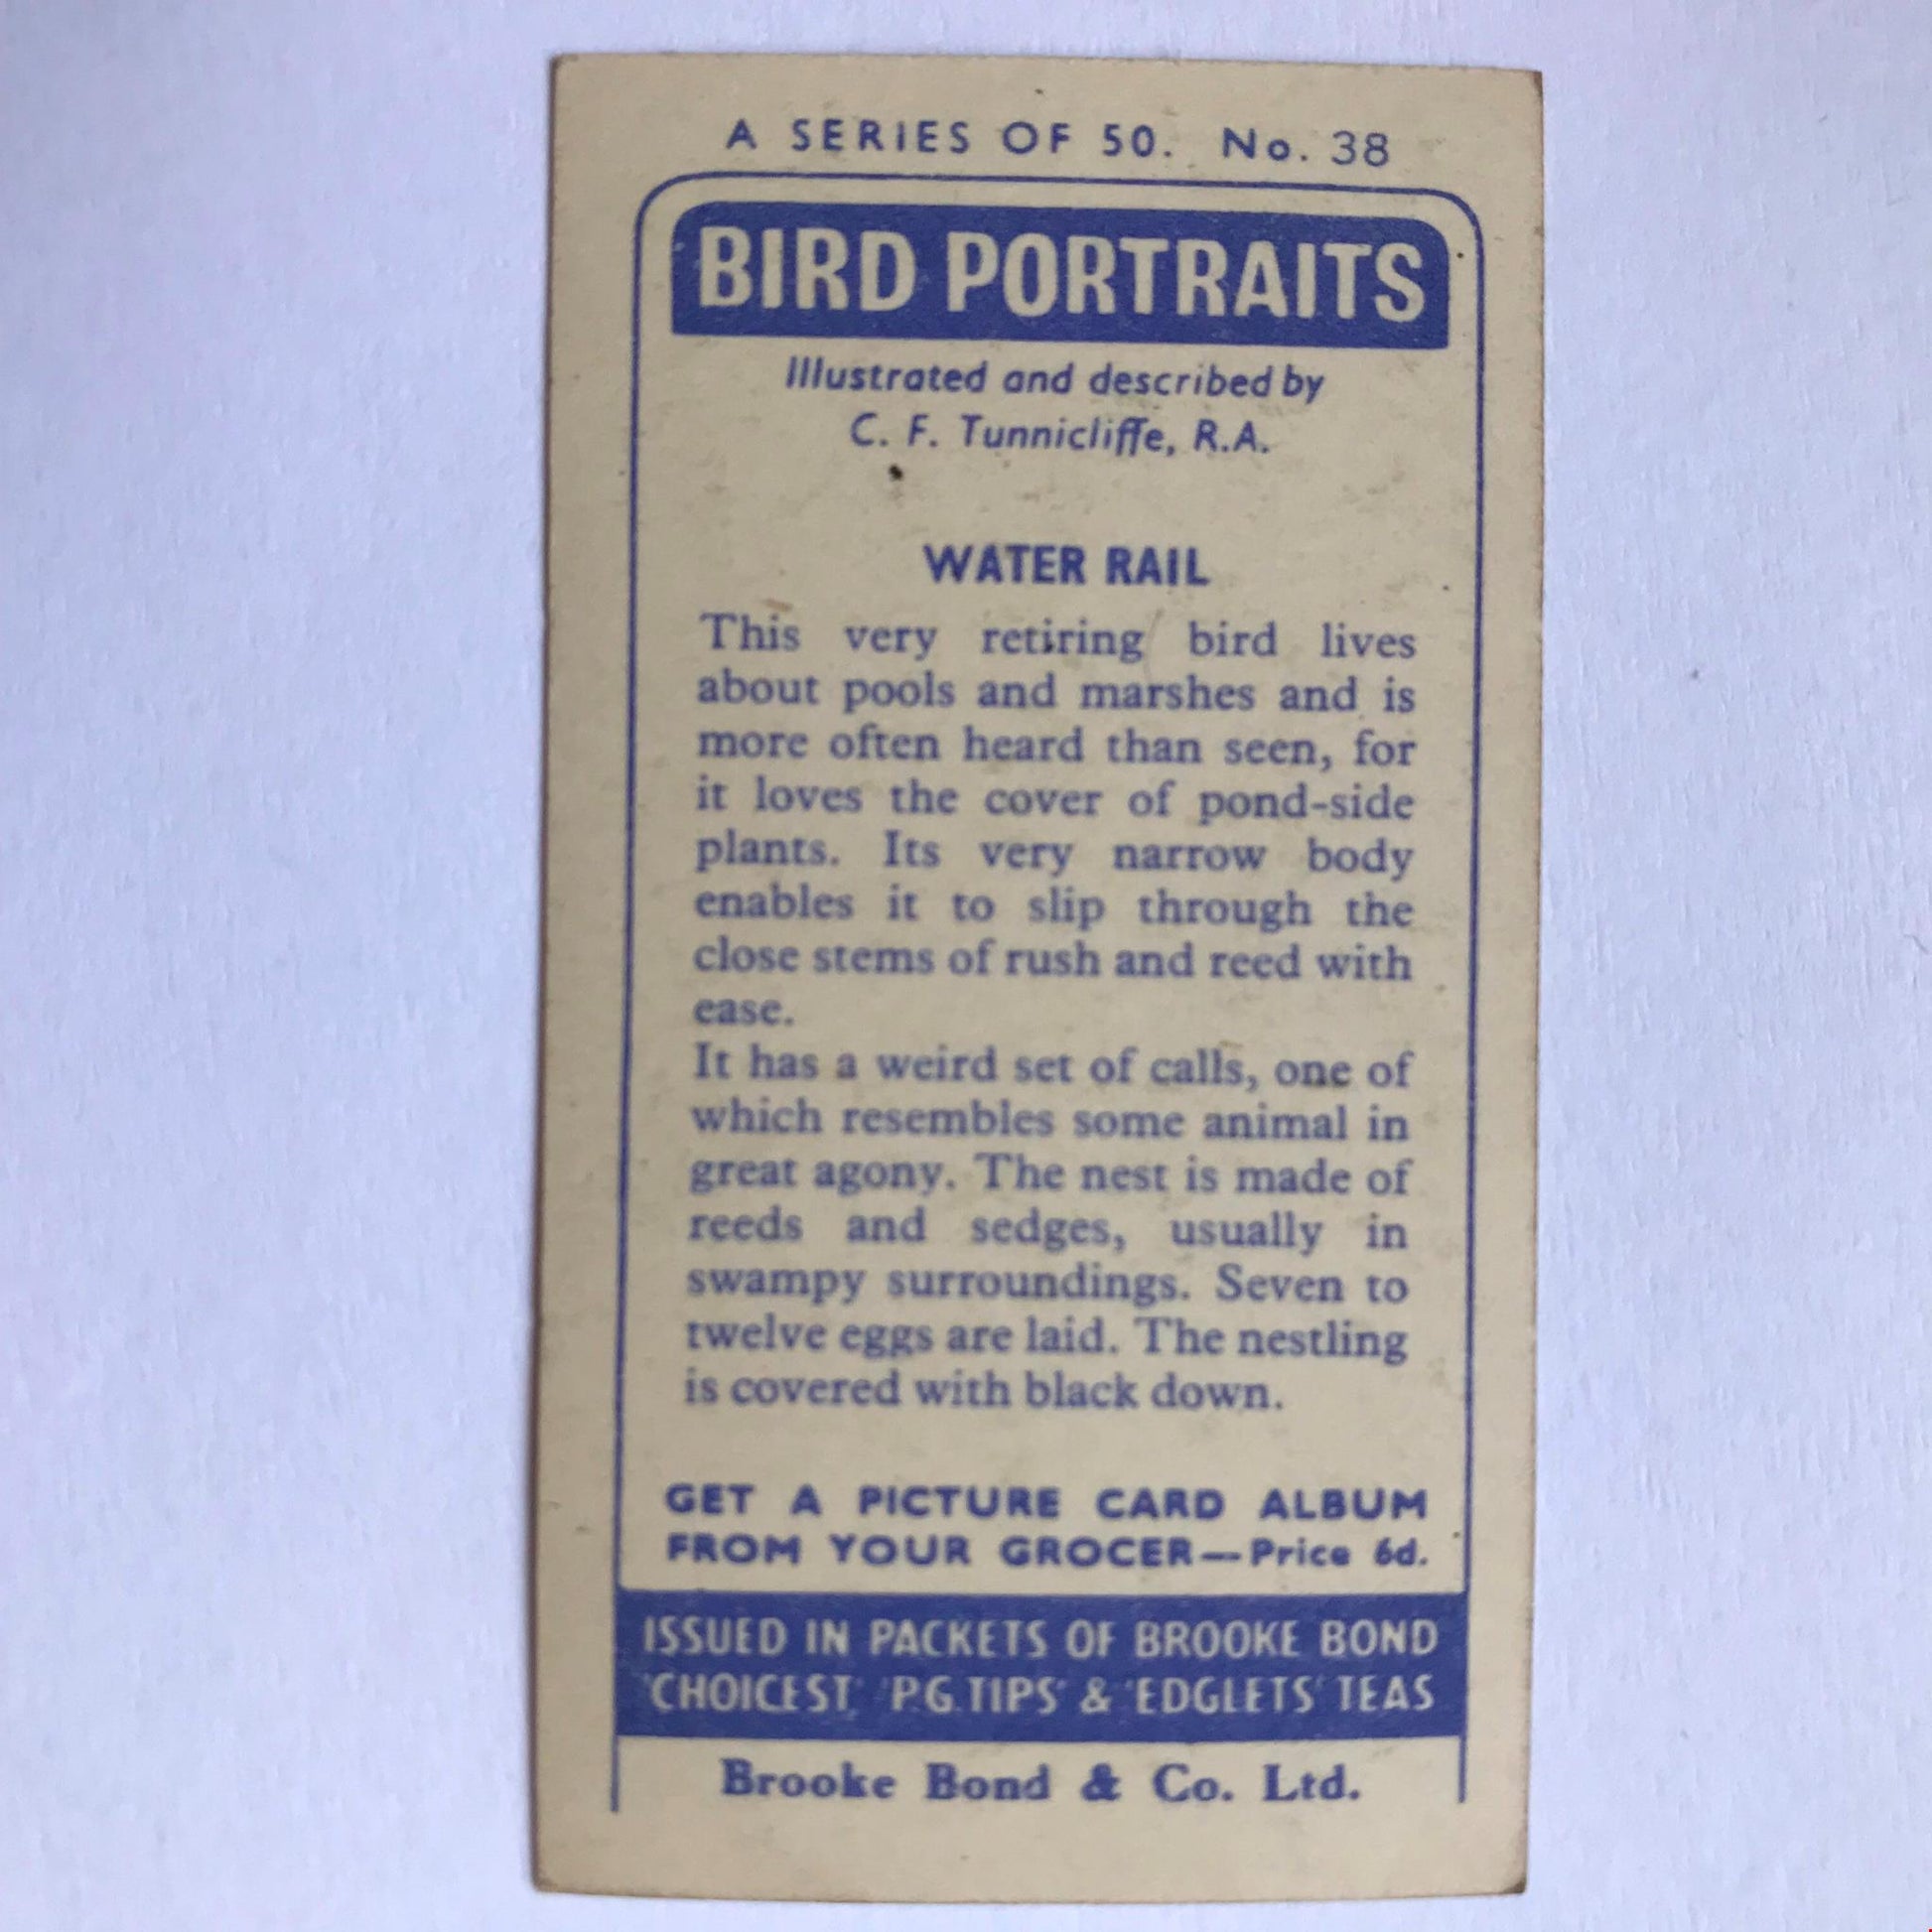 A SERIES OF 50. No. 38
BIRD PORTRAITS
Illustrated and described by
C. F. Tunnicliffe, R.A.
WATER RAIL
This very retiring bird lives
about pools and marshes and is
more often heard than seen, for
it loves the cover of pond-side
plants. Its very narrow body
enables it to slip through the
close stems of rush and reed with
ease.
It has a weird set of calls, one of
which resembles some animal in
great agony. The nest is made of
reeds and sedges, usually in
swampy surroundings. Seven to
twelve eggs are laid. The nestling
is covered with black down.
GET A PICTURE CARD ALBUM
FROM YOUR GROCER—Price 6d.
ISSUED IN PACKETS OF BROOKE BOND
'CHOICEST' 'P.G. TIPS' & 'EDGLETS' TEAS
Brooke Bond & Co. Ltd.